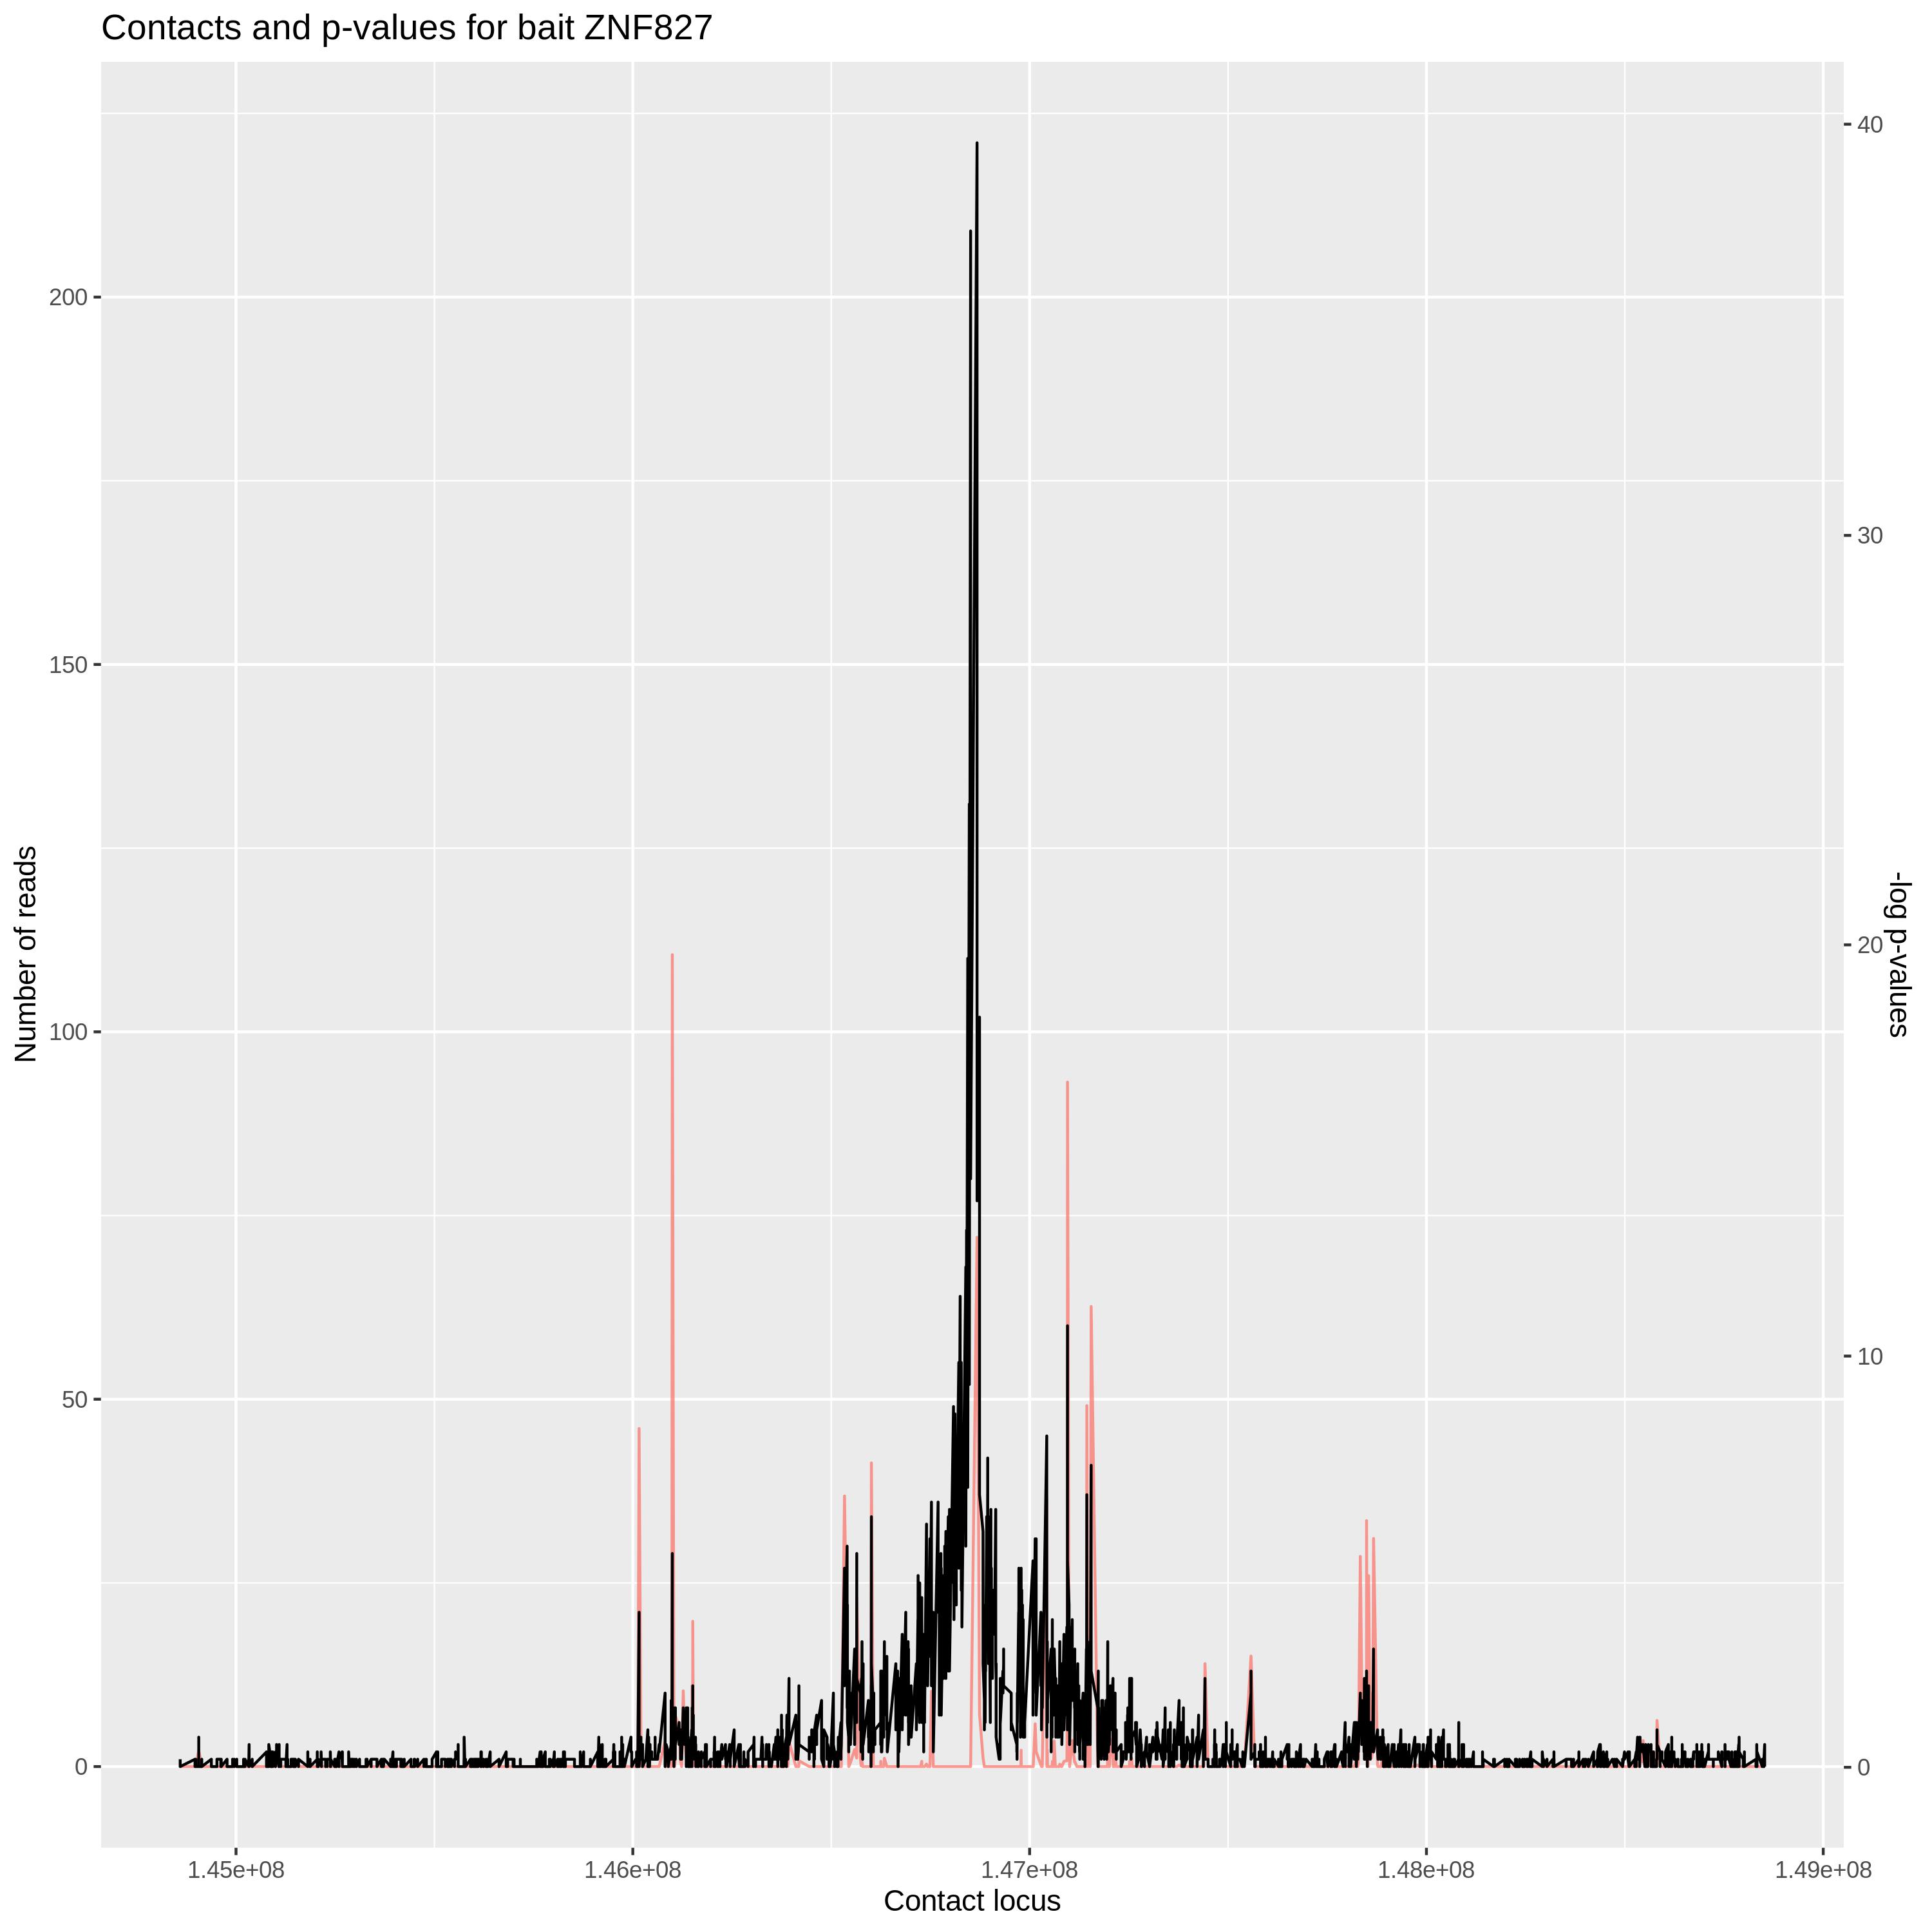 Contacts and p-values for bait ZNF827
Number of reads
200
150
100
50
0
40
30
20
10
0
-log p-values
1.45e+08
1.46e+08
1.47e+08
1.48e+08
1.49e+08
Contact locus